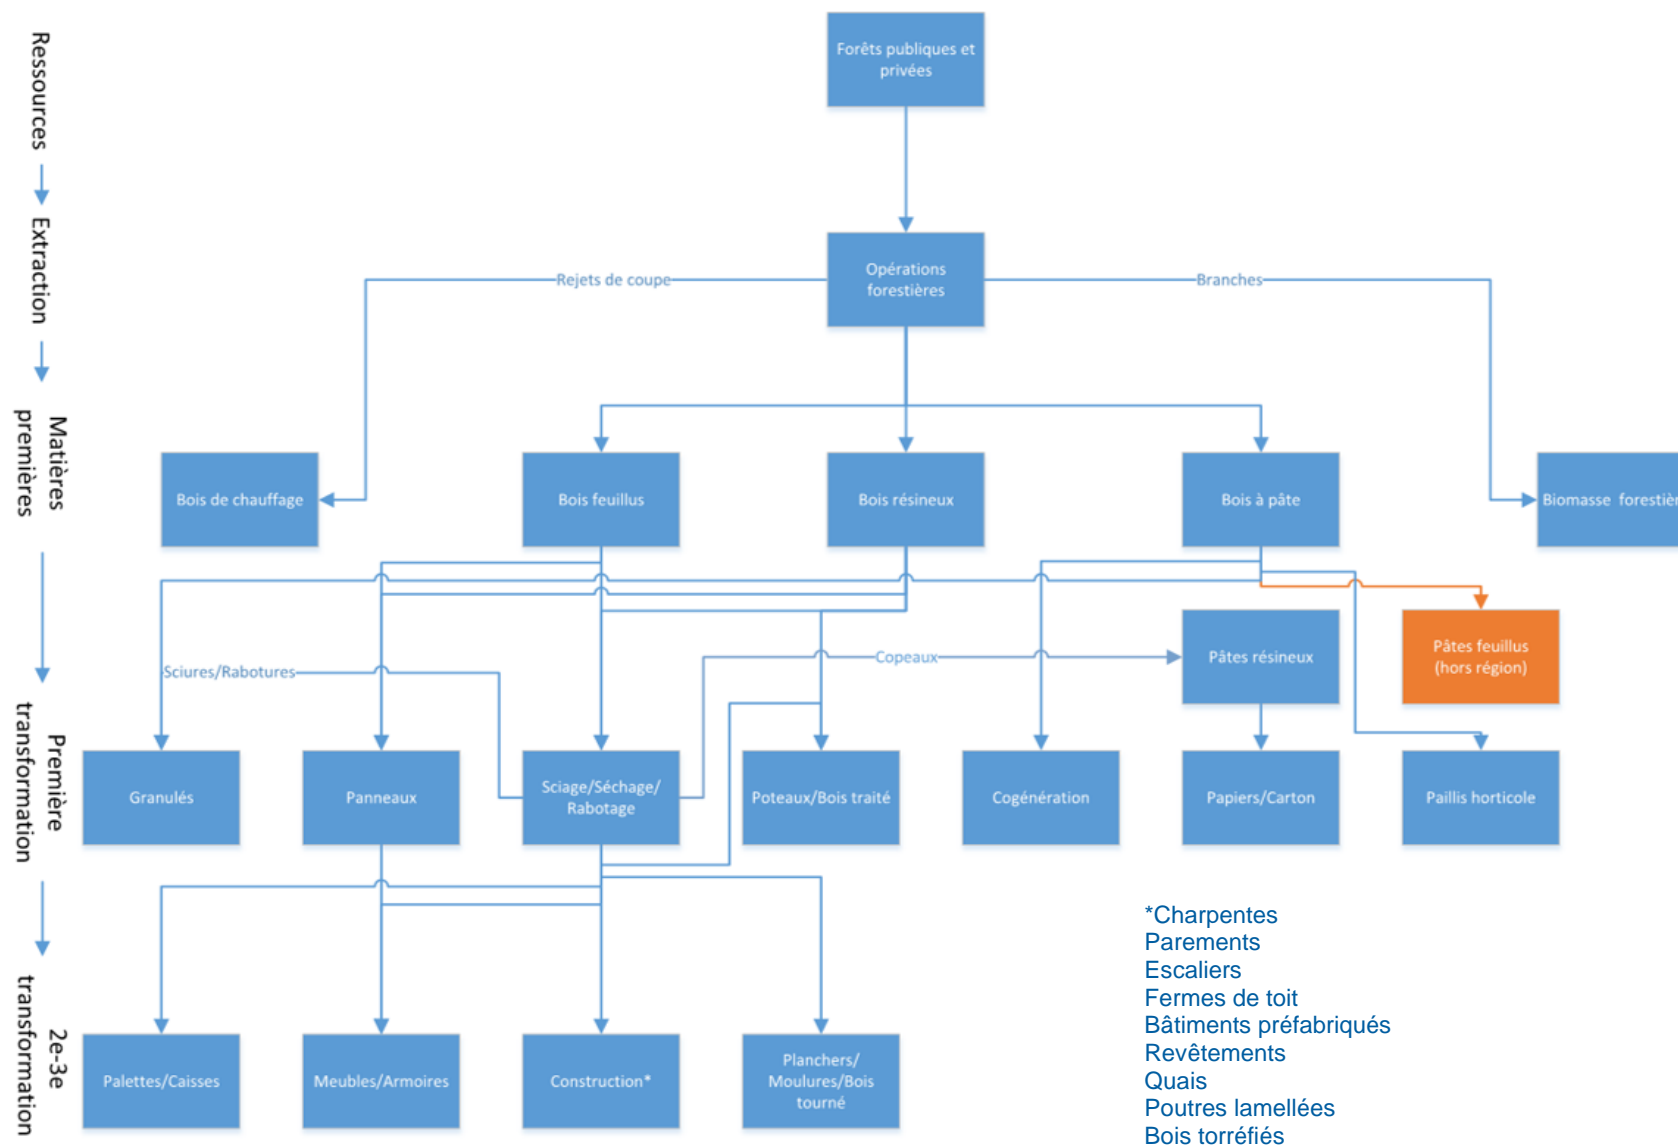 Ressources
Extraction
Matières
premières
Première
transformation
2e-3e
transformation
Forêts publiques et
privées
Opérations
forestières
Rejets de coupe
Branches
Bois de chauffage
Bois feuillus
Bois résineux
Bois à pâte
Biomasse forestièr
Sciures/Rabotures
Copeaux
Pâtes résineux
Pâtes feuillus
(hors région)
Granulés
Panneaux
Sciage/Séchage/
Rabotage
Poteaux/Bois traité
Cogénération
Papiers/Carton
Paillis horticole
Palettes/Caisses
Meubles/Armoires
Construction*
Planchers/
Moulures/Bois
tourné
*Charpentes
Parements
Escaliers
Fermes de toit
Bâtiments préfabriqués
Revêtements
Quais
Poutres lamellées
Bois torréfiés